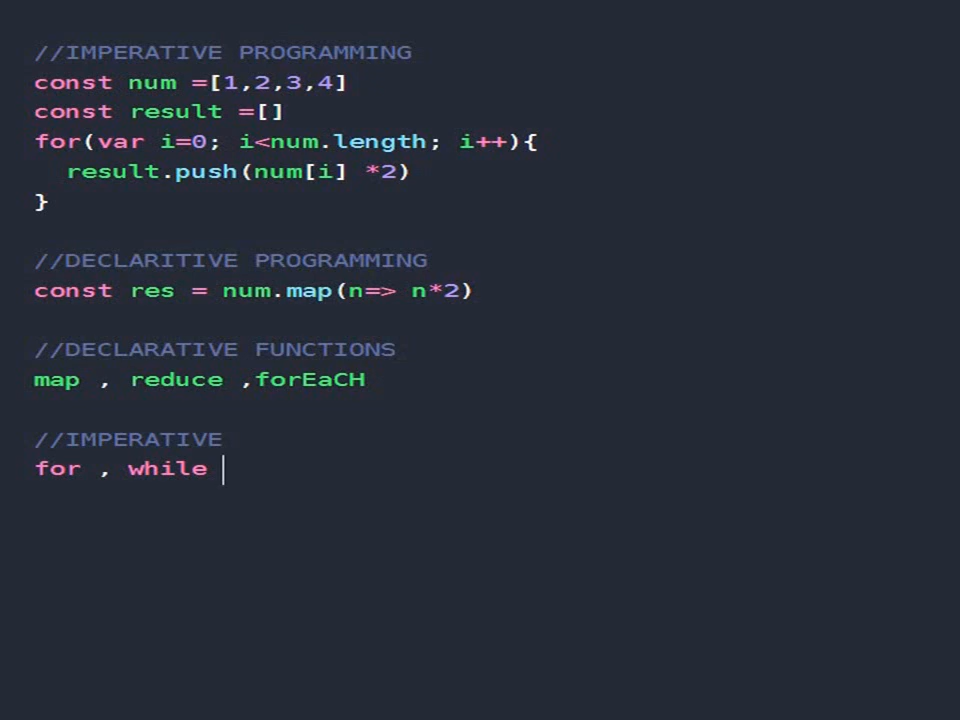 //IMPERATIVE PROGRAMMING
const num =[1,2,3,4]
const result =[]
for(var i=0; i<num.length; i++){
  result.push(num[i] *2)
}
//DECLARITIVE PROGRAMMING
const res = num.map(n=> n*2)
//DECLARATIVE FUNCTIONS
map , reduce ,forEaCH
//IMPERATIVE
for , while